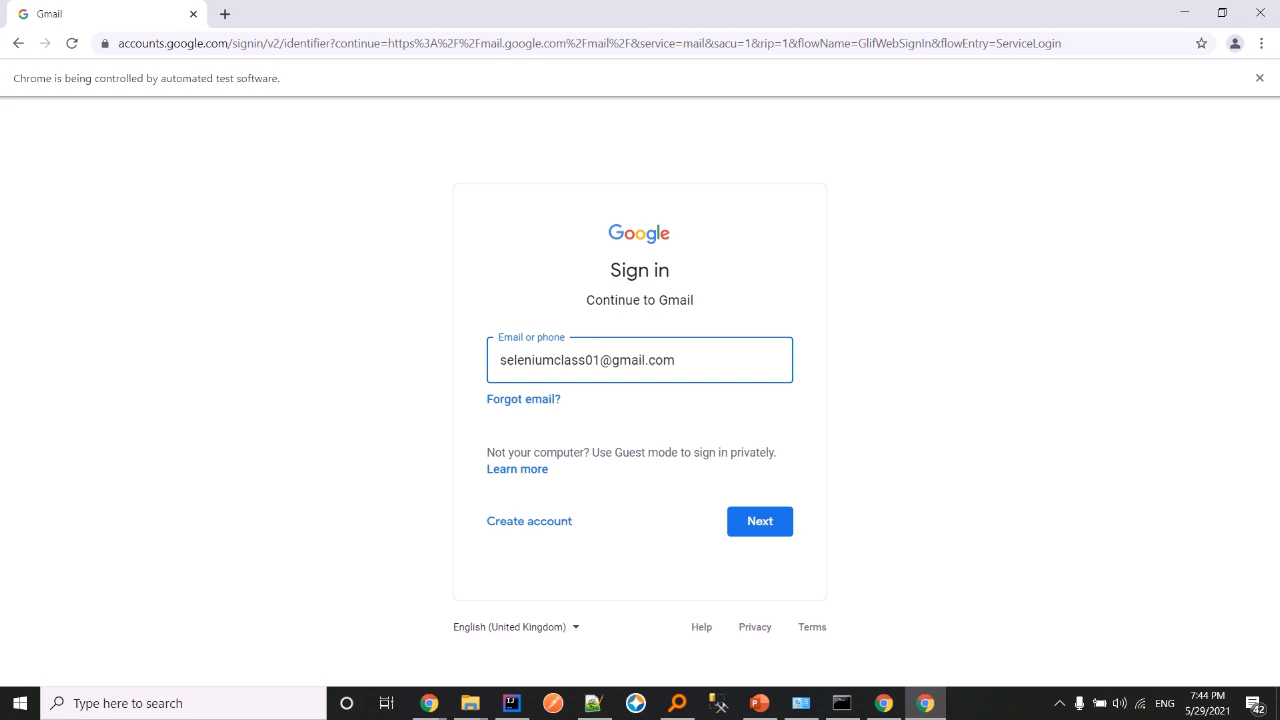 Gmail
accounts.google.com/signin/v2/identifier?continue=https%3A%2F%2Fmail.google.com%2Fmail%2F&service=mail&sacu=1&rip=1&flowName=GlifWebSignIn&flowEntry=ServiceLogin
Chrome is being controlled by automated test software.
Google
Sign in
Continue to Gmail
Email or phone
seleniumclass01@gmail.com
Forgot email?
Not your computer? Use Guest mode to sign in privately.
Learn more
Create account
Next
English (United Kingdom)
Help
Privacy
Terms
Type here to search
ENG
7:44 PM
5/29/2021
42